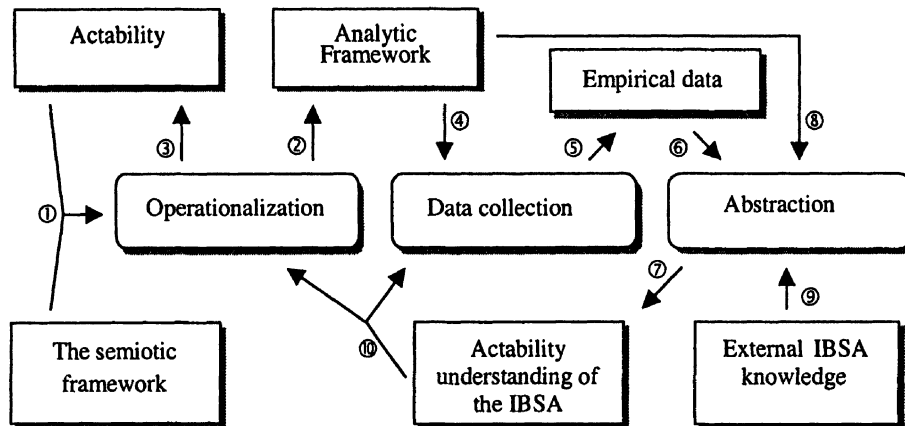 Actability
Analytic
Framework
Empirical data
③
②
④
⑤
⑥
⑧
①
Operationalization
Data collection
Abstraction
⑦
⑨
⑩
The semiotic
framework
Actability
understanding of
the IBSA
External IBSA
knowledge